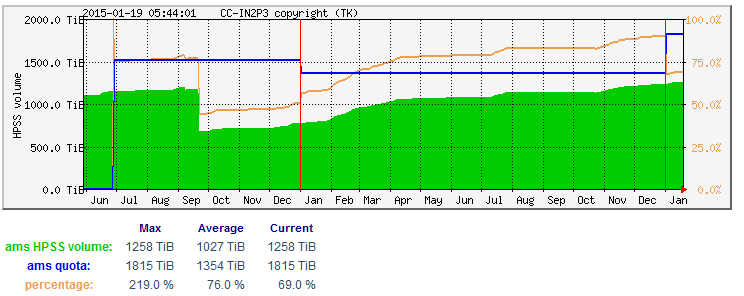 2015-01-19 05:44:01 CC-IN2P3 copyright (TK)
2000.0 TiB 100.0%
1500.0 TiB 75.0%
HPSS volume
1000.0 TiB 50.0%
500.0 TiB 25.0%
0.0 TiB 0.0%
Jun Jul Aug Sep Oct Nov Dec Jan Feb Mar Apr May Jun Jul Aug Sep Oct Nov Dec Jan
Max Average Current
ams HPSS volume: 1258 TiB 1027 TiB 1258 TiB
ams quota: 1815 TiB 1354 TiB 1815 TiB
percentage: 219.0 % 76.0 % 69.0 %